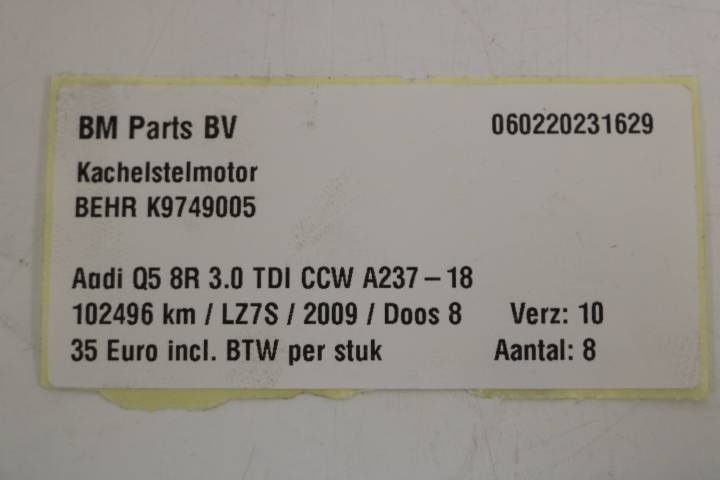 BM Parts BV 060220231629
Kachelstelmotor
BEHR K9749005
Audi Q5 8R 3.0 TDI CCW A237 – 18
102496 km / LZ7S / 2009 / Doos 8 Verz: 10
35 Euro incl. BTW per stuk Aantal: 8